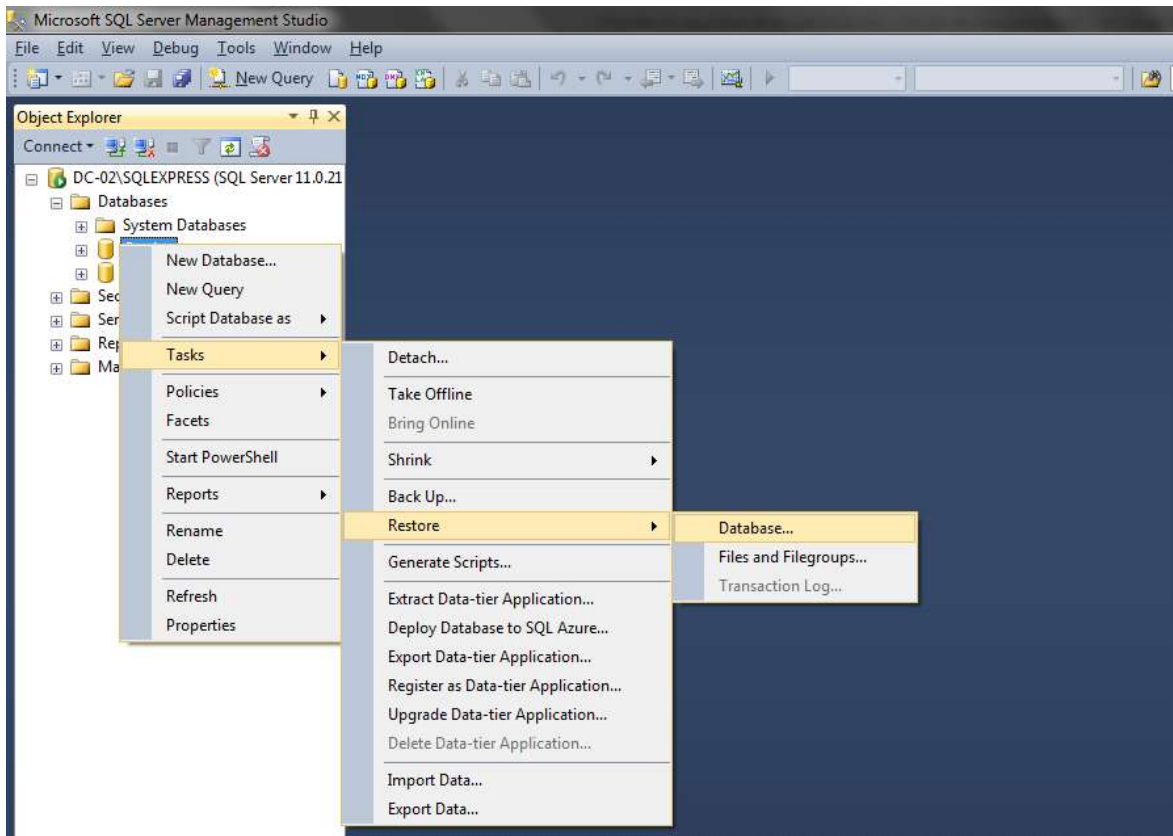 Microsoft SQL Server Management Studio
File Edit View Debug Tools Window Help
New Query
Object Explorer
Connect
DC-02\SQLEXPRESS (SQL Server 11.0.21
Databases
System Databases
Sec
Ser
Rep
Ma
New Database...
New Query
Script Database as
Tasks
Policies
Facets
Start PowerShell
Reports
Rename
Delete
Refresh
Properties
Detach...
Take Offline
Bring Online
Shrink
Back Up...
Restore
Generate Scripts...
Extract Data-tier Application...
Deploy Database to SQL Azure...
Export Data-tier Application...
Register as Data-tier Application...
Upgrade Data-tier Application...
Delete Data-tier Application...
Import Data...
Export Data...
Database...
Files and Filegroups...
Transaction Log...